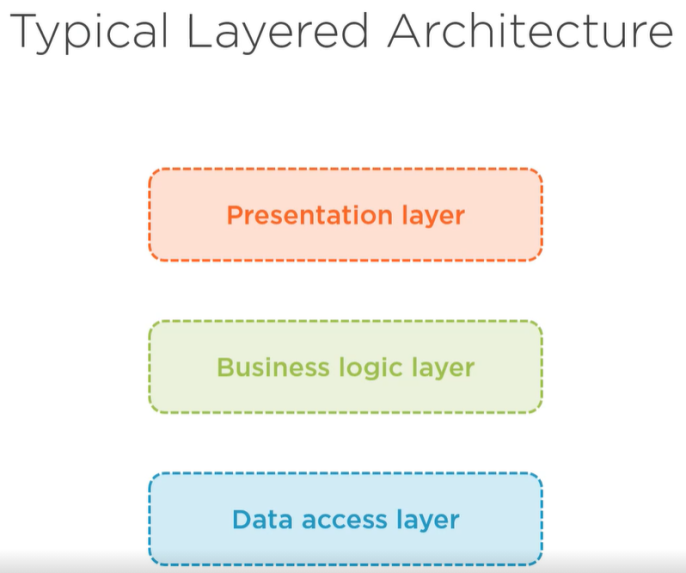 Typical Layered Architecture
Presentation layer
Business logic layer
Data access layer